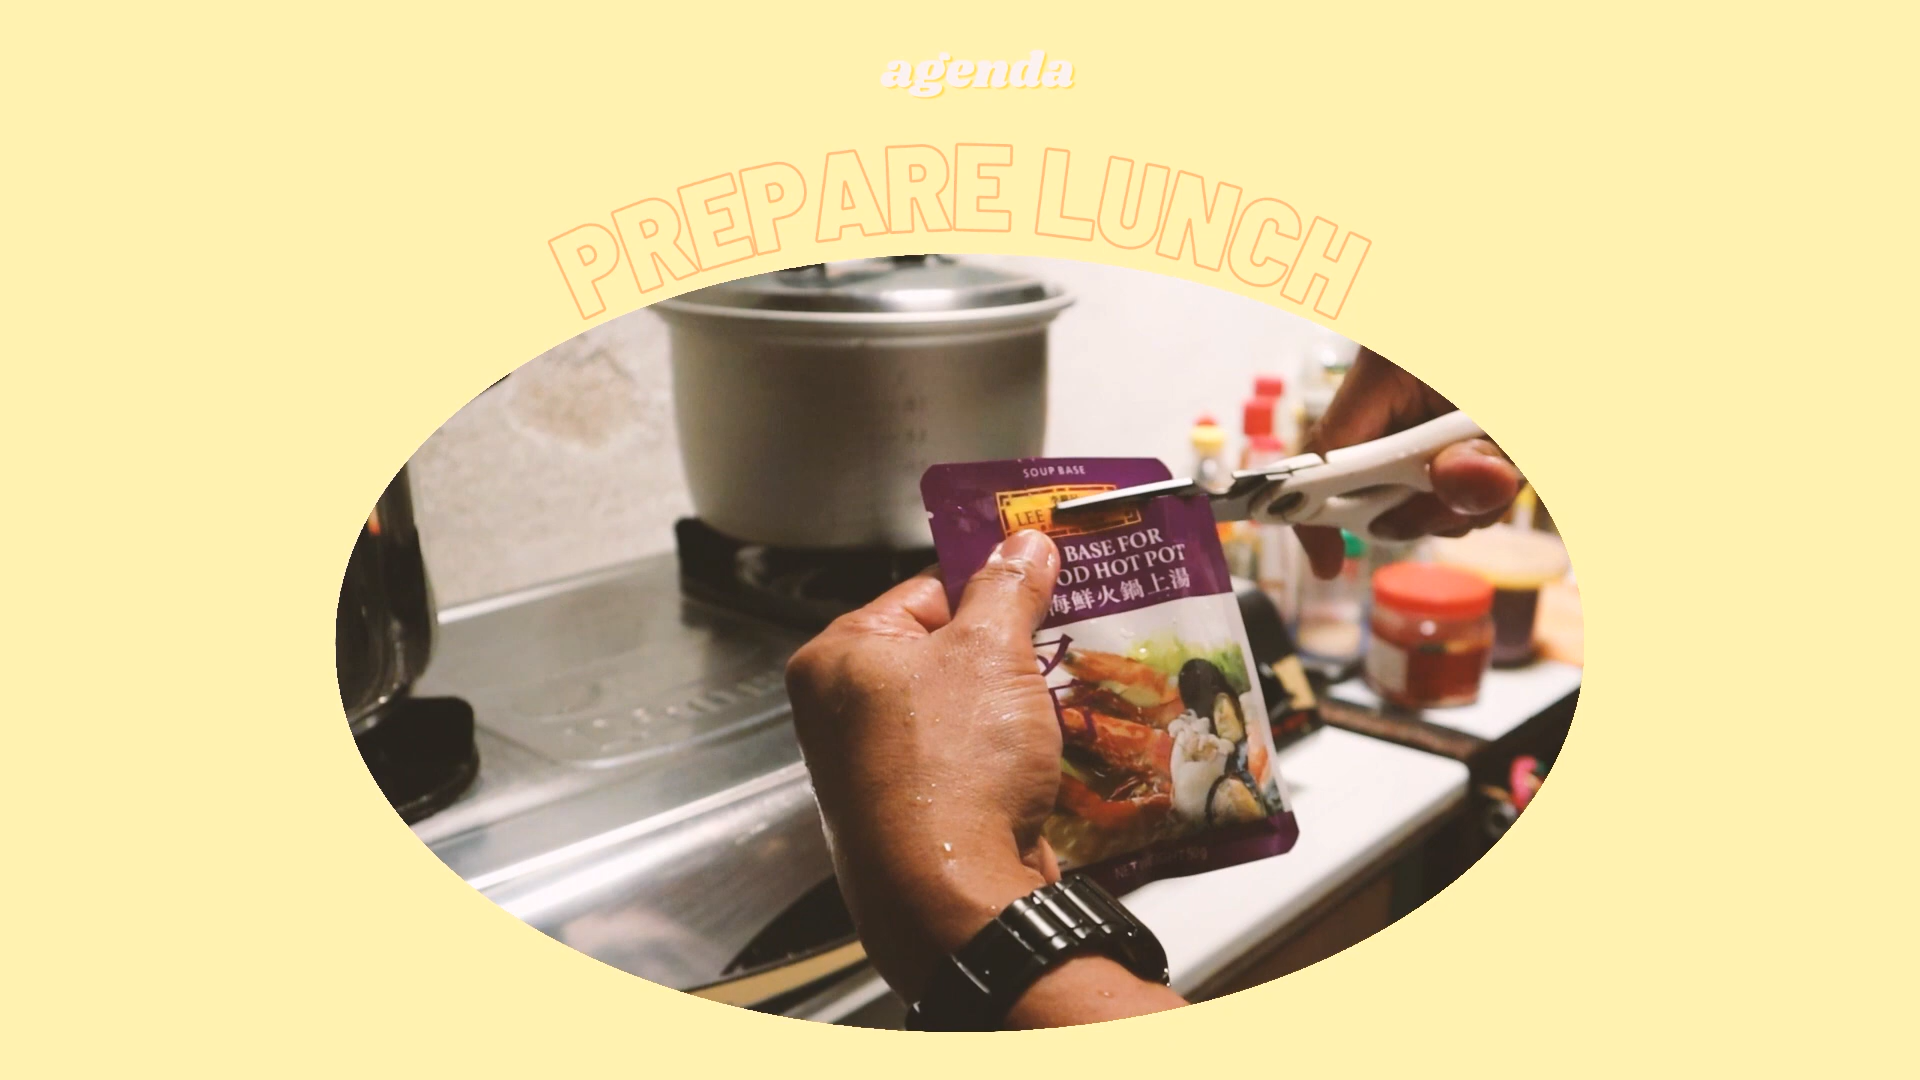 agenda
PREPARE LUNCH
SOUP BASE
LEE
BASE FOR
OD HOT POT
海鮮火鍋上湯